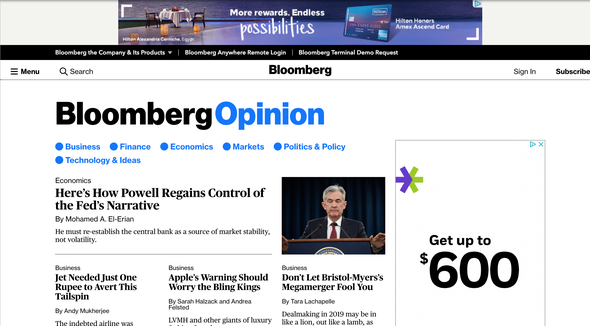 More rewards. Endless
possibilities
Hilton Alexandria Corniche, Egypt
Hilton Honors
Amex Ascend Card
Bloomberg the Company & Its Products
Bloomberg Anywhere Remote Login
Bloomberg Terminal Demo Request
Menu
Search
Bloomberg
Sign In
Subscribe
BloombergOpinion
Business
Finance
Economics
Markets
Politics & Policy
Technology & Ideas
Economics
Here's How Powell Regains Control of
the Fed's Narrative
By Mohamed A. El-Erian
He must re-establish the central bank as a source of market stability,
not volatility.
Business
Jet Needed Just One
Rupee to Avert This
Tailspin
By Andy Mukherjee
The indebted airline was
Business
Apple's Warning Should
Worry the Bling Kings
By Sarah Halzack and Andrea
Felsted
LVMH and other giants of luxury
Business
Don't Let Bristol-Myers's
Megamerger Fool You
By Tara Lachapelle
Dealmaking in 2019 may be in
like a lion, out like a lamb, as
Get up to
$600